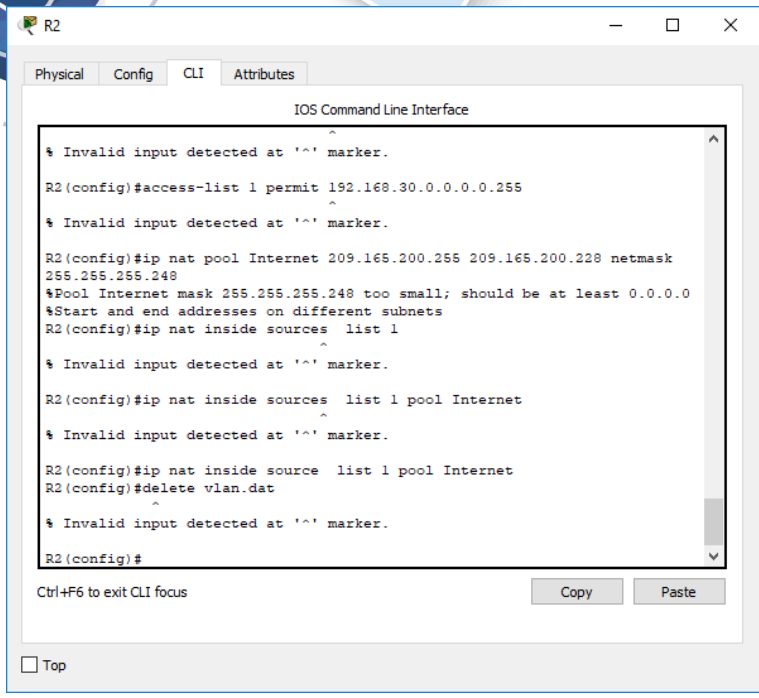 R2
Physical Config CLI Attributes
IOS Command Line Interface
^
% Invalid input detected at '^' marker.
R2(config)#access-list 1 permit 192.168.30.0.0.0.0.255
^
% Invalid input detected at '^' marker.
R2(config)#ip nat pool Internet 209.165.200.255 209.165.200.228 netmask
255.255.255.248
%Pool Internet mask 255.255.255.248 too small; should be at least 0.0.0.0
%Start and end addresses on different subnets
R2(config)#ip nat inside sources  list 1
^
% Invalid input detected at '^' marker.
R2(config)#ip nat inside sources  list 1 pool Internet
^
% Invalid input detected at '^' marker.
R2(config)#ip nat inside source  list 1 pool Internet
R2(config)#delete vlan.dat
^
% Invalid input detected at '^' marker.
R2(config)#
Ctrl+F6 to exit CLI focus
Copy Paste
Top